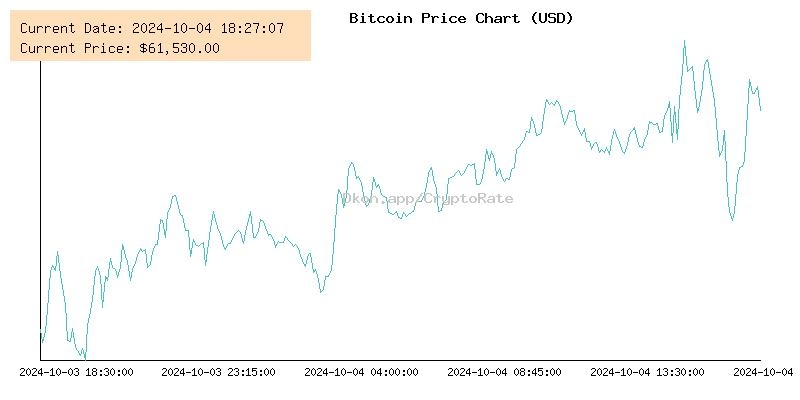 Bitcoin Price Chart (USD)
Current Date: 2024-10-04 18:27:07
Current Price: $61,530.00
Dkon.app/CryptoRate
2024-10-03 18:30:00 2024-10-03 23:15:00 2024-10-04 04:00:00 2024-10-04 08:45:00 2024-10-04 13:30:00 2024-10-04